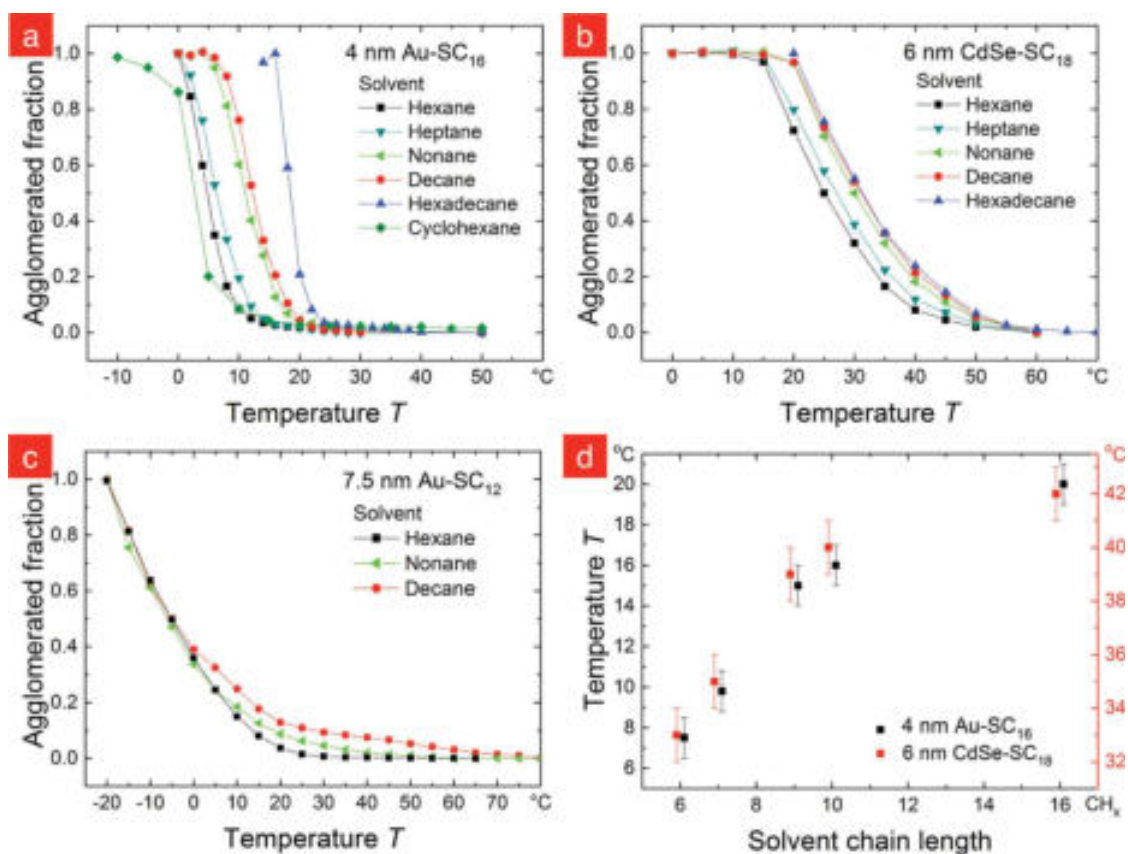 a
4 nm Au-SC16
Solvent
Hexane
Heptane
Nonane
Decane
Hexadecane
Cyclohexane
Agglomerated fraction
1.0
0.8
0.6
0.4
0.2
0.0
-10 0 10 20 30 40 50 °C
Temperature T
b
6 nm CdSe-SC18
Solvent
Hexane
Heptane
Nonane
Decane
Hexadecane
Agglomerated fraction
1.0
0.8
0.6
0.4
0.2
0.0
0 10 20 30 40 50 60 °C
Temperature T
c
7.5 nm Au-SC12
Solvent
Hexane
Nonane
Decane
Agglomerated fraction
1.0
0.8
0.6
0.4
0.2
0.0
-20 -10 0 10 20 30 40 50 60 70 °C
Temperature T
d
°C
20
18
16
14
12
10
8
6
Temperature T
°C
42
40
38
36
34
32
4 nm Au-SC16
6 nm CdSe-SC18
6 8 10 12 14 16 CHx
Solvent chain length